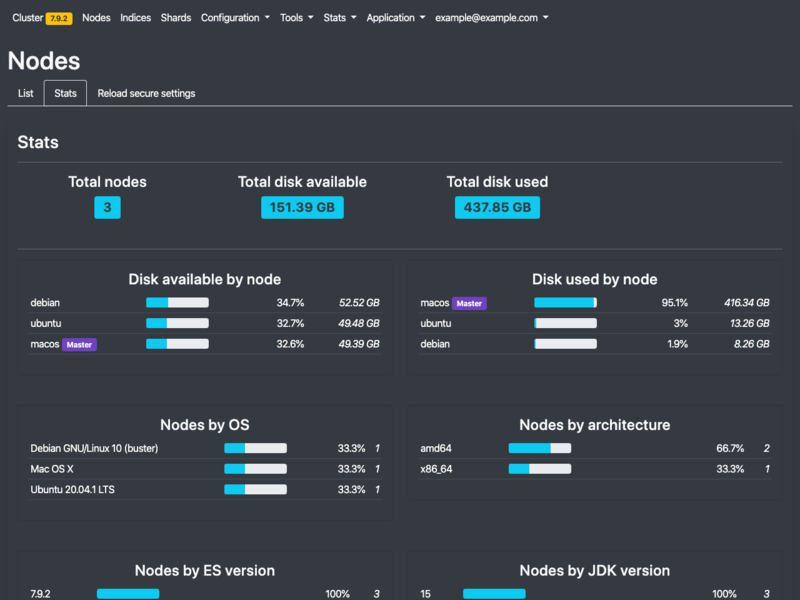 Cluster 7.9.2 Nodes Indices Shards Configuration Tools Stats Application example@example.com
Nodes
List Stats Reload secure settings
Stats
Total nodes Total disk available Total disk used
3 151.39 GB 437.85 GB
Disk available by node
debian 34.7% 52.52 GB
ubuntu 32.7% 49.48 GB
macos Master 32.6% 49.39 GB
Disk used by node
macos Master 95.1% 416.34 GB
ubuntu 3% 13.26 GB
debian 1.9% 8.26 GB
Nodes by OS
Debian GNU/Linux 10 (buster) 33.3% 1
Mac OS X 33.3% 1
Ubuntu 20.04.1 LTS 33.3% 1
Nodes by architecture
amd64 66.7% 2
x86_64 33.3% 1
Nodes by ES version
7.9.2 100% 3
Nodes by JDK version
15 100% 3